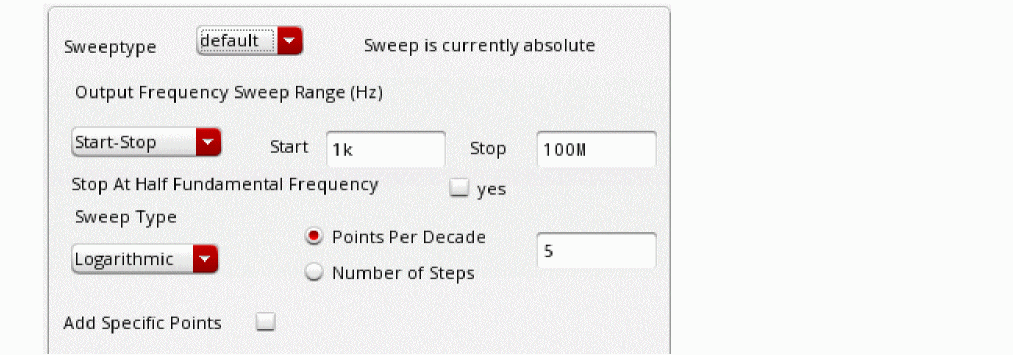 Sweeptype default Sweep is currently absolute
Output Frequency Sweep Range (Hz)
Start-Stop Start 1k Stop 100M
Stop At Half Fundamental Frequency yes
Sweep Type
Points Per Decade 5
Logarithmic
Number of Steps
Add Specific Points